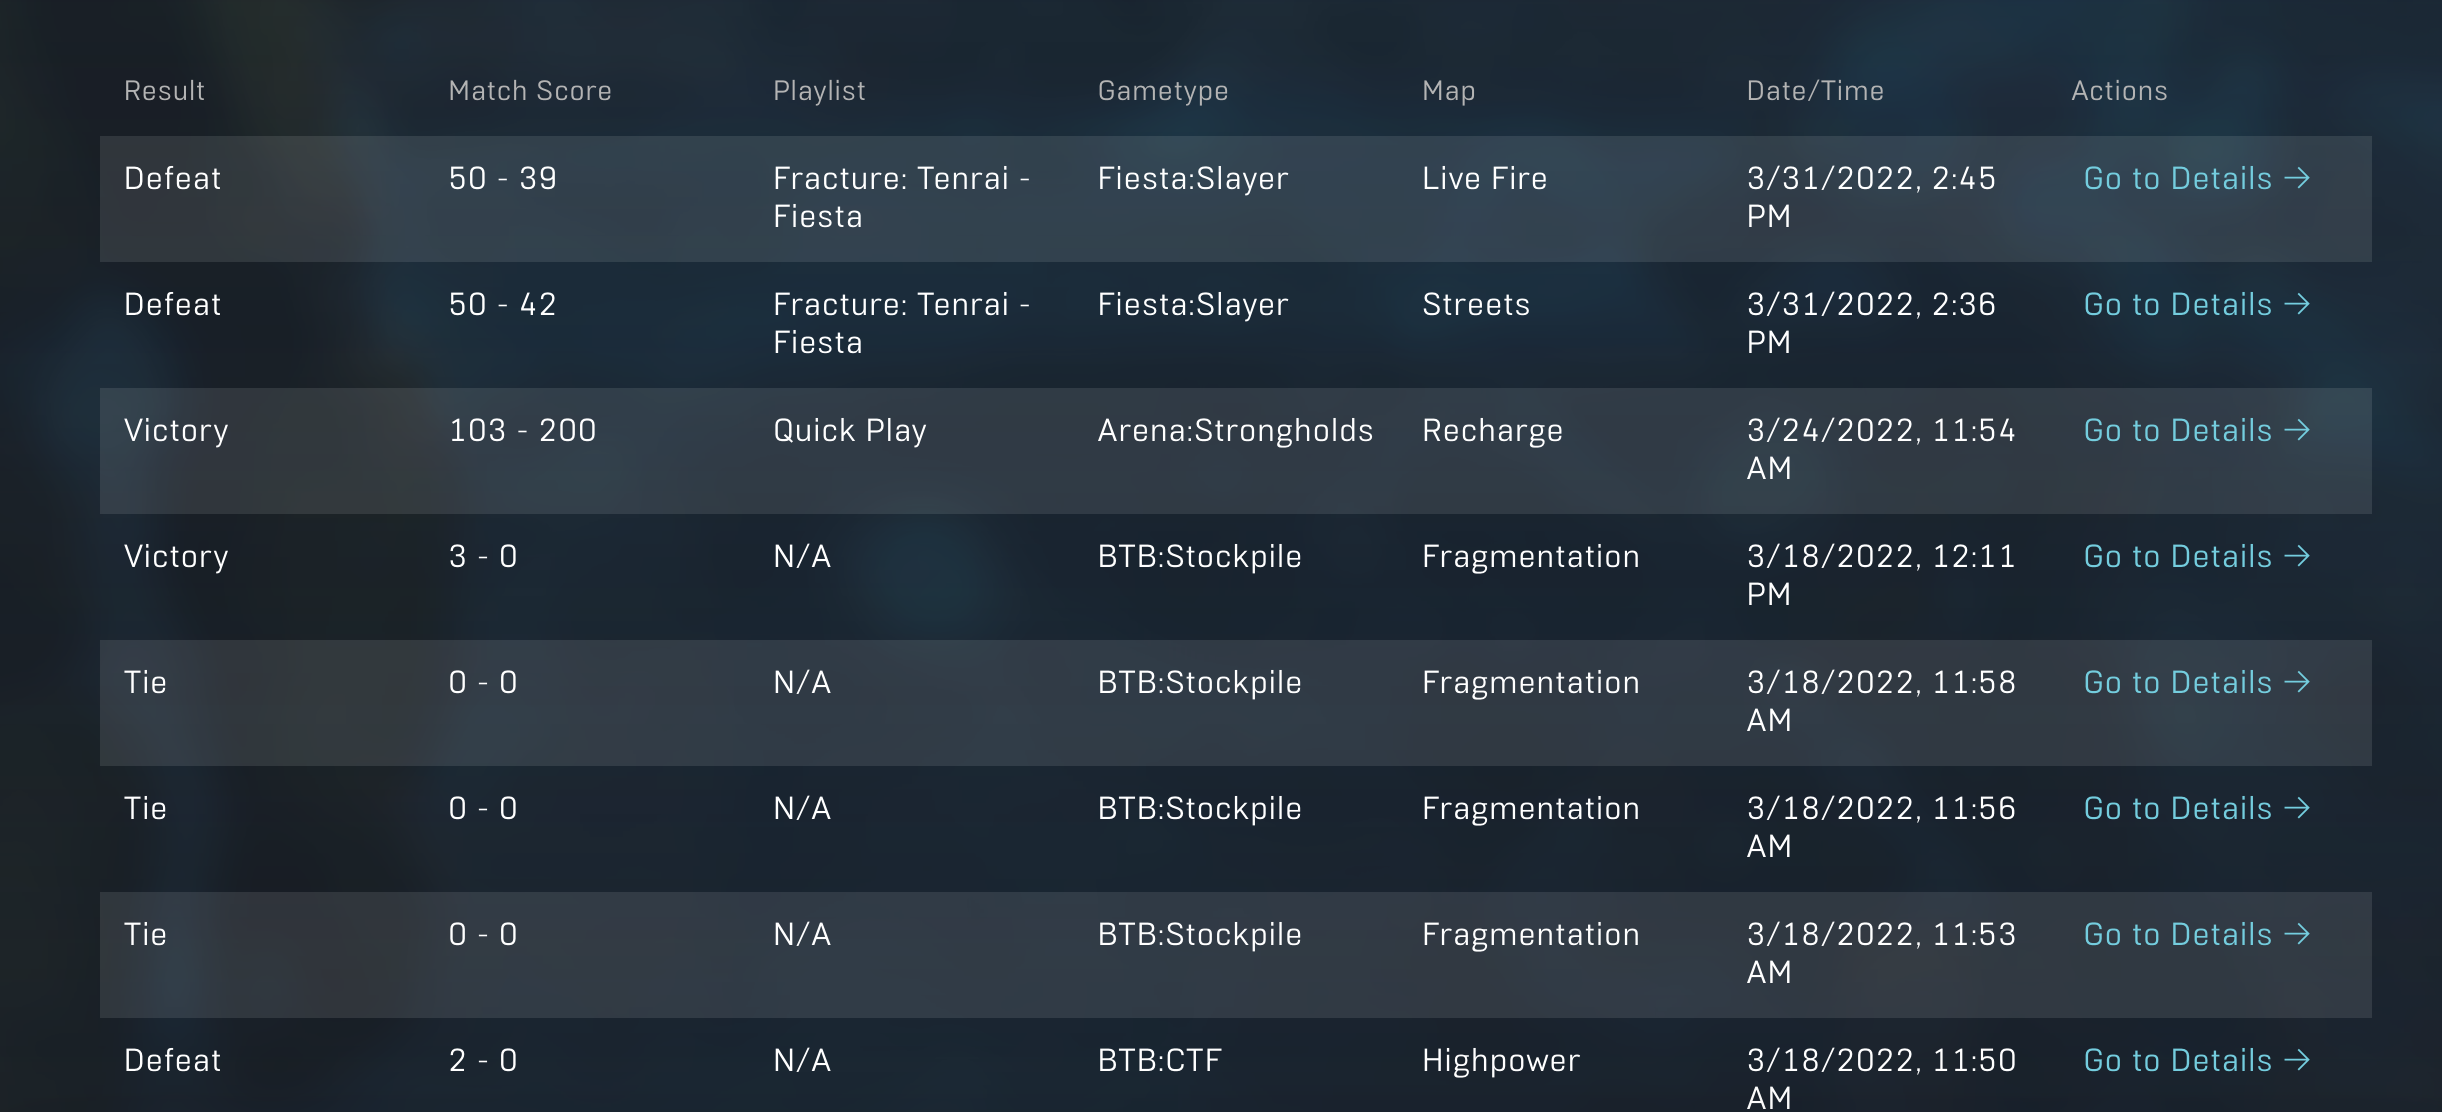 Result Match Score Playlist Gametype Map Date/Time Actions
Defeat 50 - 39 Fracture: Tenrai - Fiesta:Slayer Live Fire 3/31/2022, 2:45 Go to Details →
Fiesta PM
Defeat 50 - 42 Fracture: Tenrai - Fiesta:Slayer Streets 3/31/2022, 2:36 Go to Details →
Fiesta PM
Victory 103 - 200 Quick Play Arena:Strongholds Recharge 3/24/2022, 11:54 Go to Details →
AM
Victory 3 - 0 N/A BTB:Stockpile Fragmentation 3/18/2022, 12:11 Go to Details →
PM
Tie 0 - 0 N/A BTB:Stockpile Fragmentation 3/18/2022, 11:58 Go to Details →
AM
Tie 0 - 0 N/A BTB:Stockpile Fragmentation 3/18/2022, 11:56 Go to Details →
AM
Tie 0 - 0 N/A BTB:Stockpile Fragmentation 3/18/2022, 11:53 Go to Details →
AM
Defeat 2 - 0 N/A BTB:CTF Highpower 3/18/2022, 11:50 Go to Details →
AM